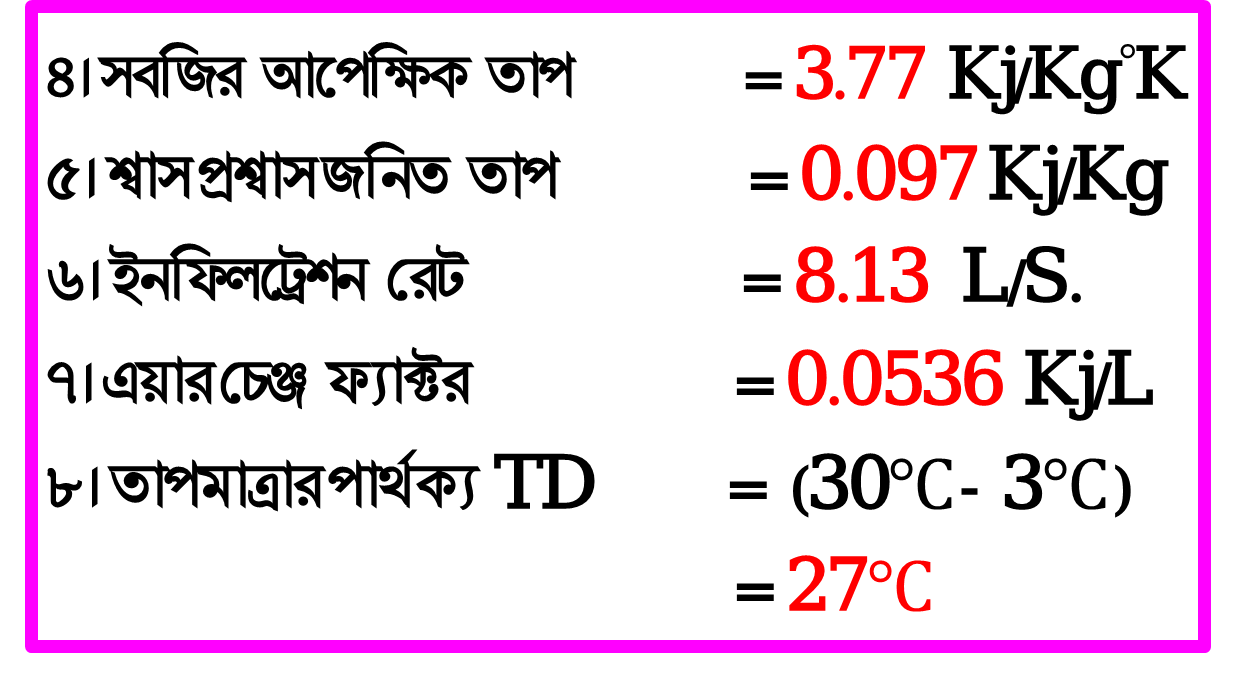 ৪। সবজির আপেক্ষিক তাপ = 3.77 Kj/Kg°K
৫। শ্বাসপ্রশ্বাসজনিত তাপ = 0.097 Kj/Kg
৬। ইনফিলট্রেশন রেট = 8.13 L/S.
৭। এয়ারচেঞ্জ ফ্যাক্টর = 0.0536 Kj/L
৮। তাপমাত্রার পার্থক্য TD = (30°C - 3°C)
= 27°C